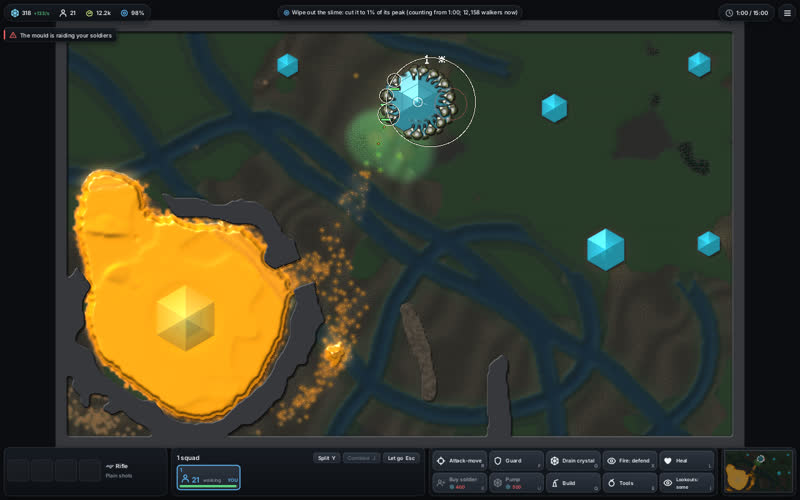 318 +133/s 21 12.2k 98%
Wipe out the slime: cut it to 1% of its peak (counting from 1:00; 12,158 walkers now)
1:00 / 15:00
The mould is raiding your soldiers
1
Rifle
Plain shots
1 squad
Split Y
Combine J
Let go Esc
1
21 walking YOU
Attack-move
Guard F
Drain crystal
Fire: defend
Heal L
Buy soldier
Pump
Build
Tools
Lookouts: some